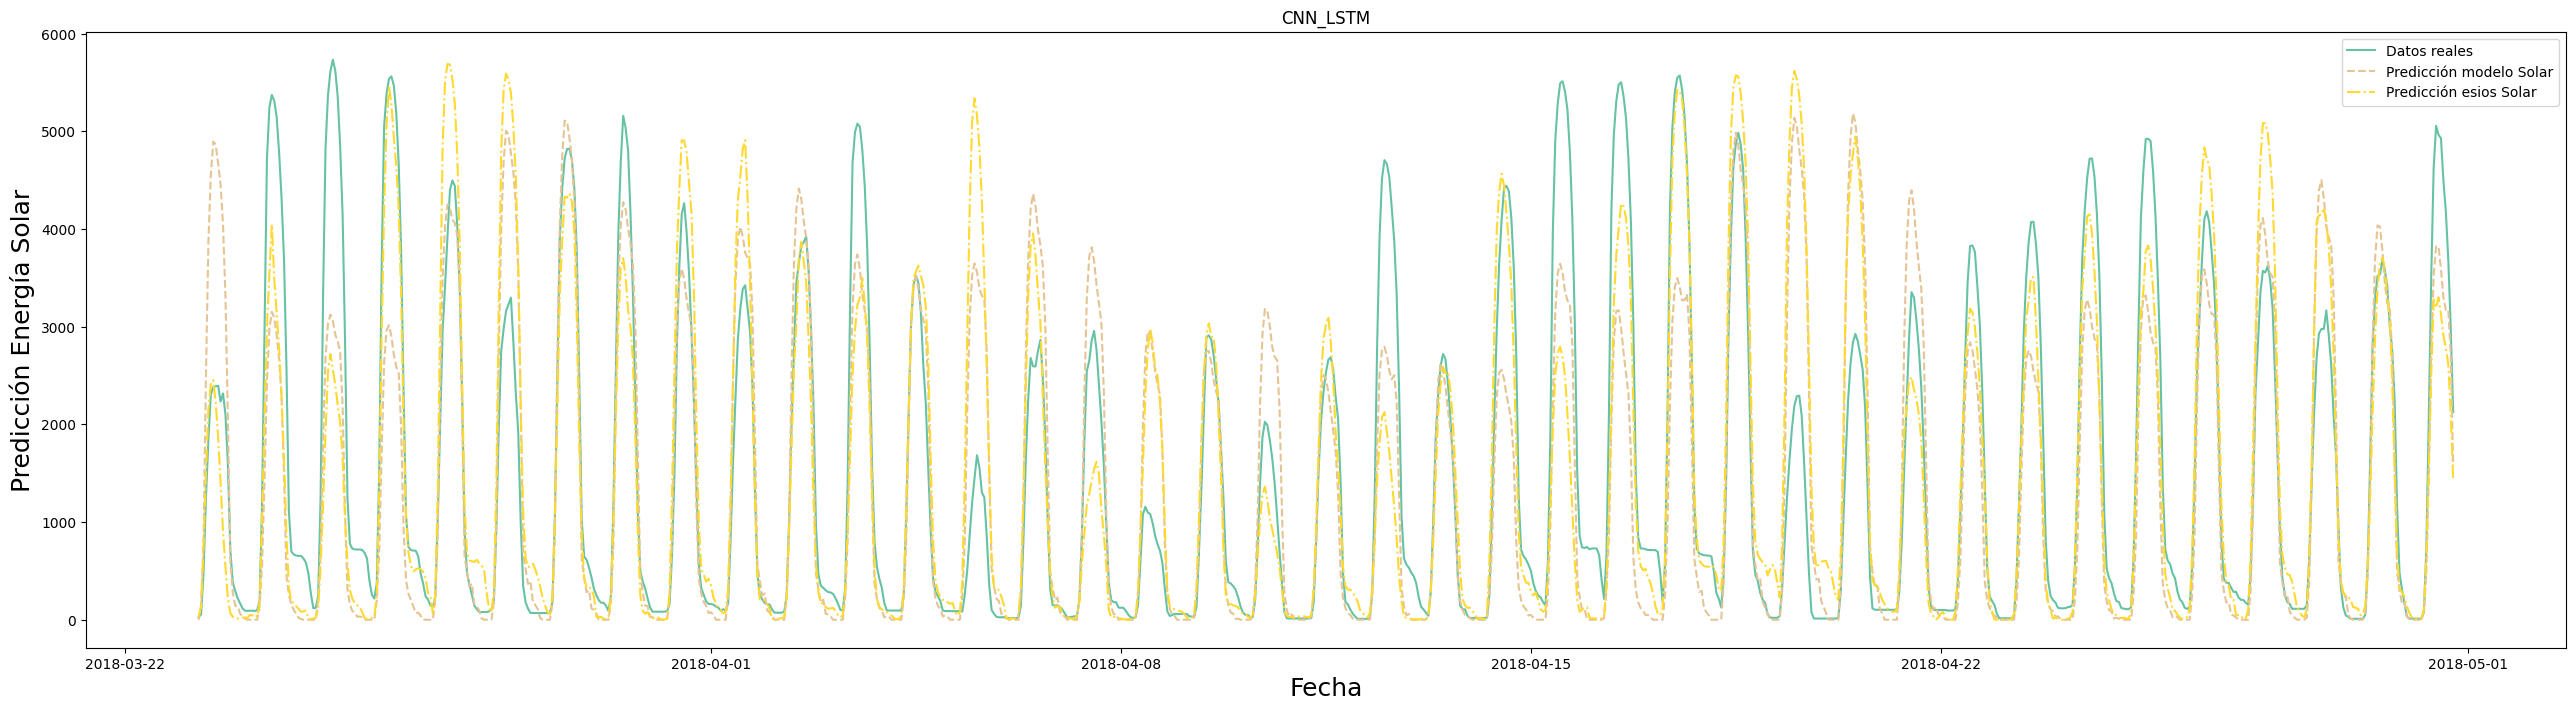 CNN_LSTM
Predicción Energía Solar
6000
5000
4000
3000
2000
1000
0
Datos reales
Predicción modelo Solar
Predicción esios Solar
2018-03-22
2018-04-01
2018-04-08
2018-04-15
2018-04-22
2018-05-01
Fecha